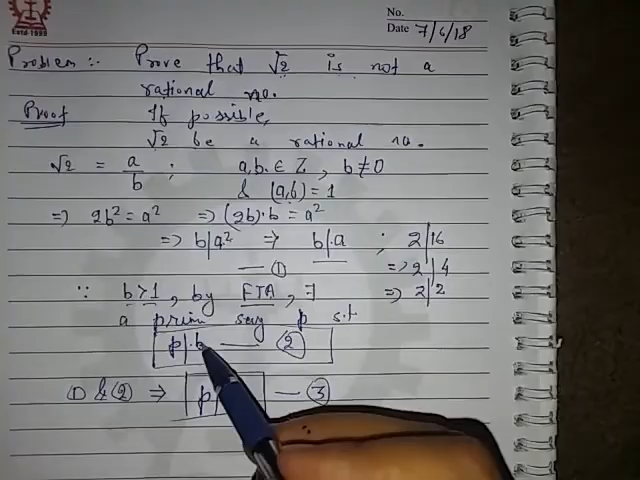 Estd-1985
No.
Date 7/6/18
Problem :- Prove that √2 is not a
rational no.
Proof If possible,
√2 be a rational no.
√2 = a/b ; a,b ∈ Z, b≠0
& (a,b) = 1
=> 2b² = a² => (2b)·b = a²
=> b|a² => b|a ; 2|16
— ① => 2|4
∵ b>1, by FTA, ∃ => 2|2
a prim say p s.t
p|b — ②
① & ② => p| — ③